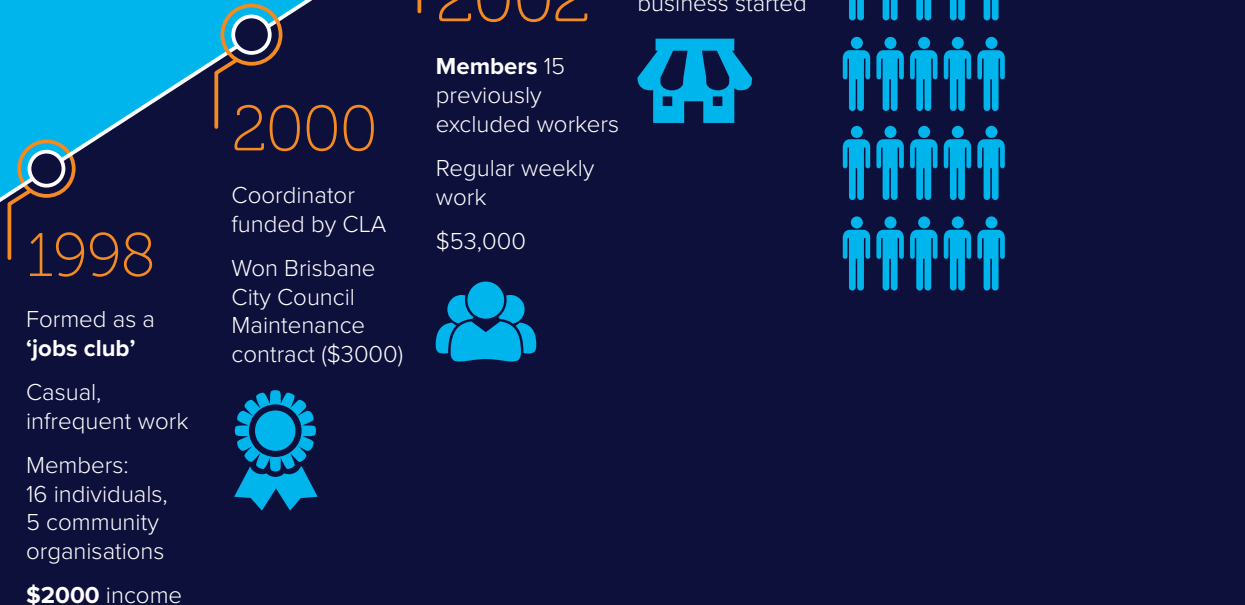 1998
Formed as a
‘jobs club’
Casual,
infrequent work
Members:
16 individuals,
5 community
organisations
$2000 income
2000
Coordinator
funded by CLA
Won Brisbane
City Council
Maintenance
contract ($3000)
2002
Members 15
previously
excluded workers
Regular weekly
work
$53,000
business started